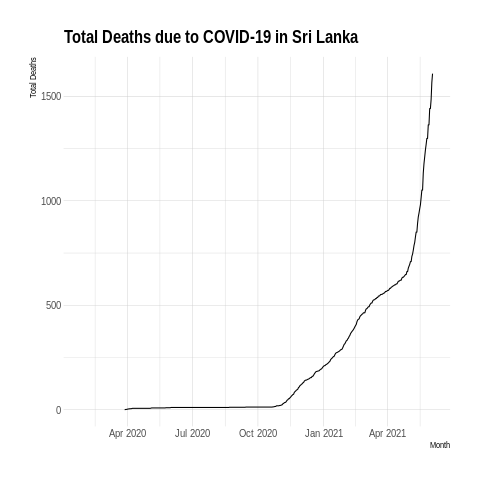 Total Deaths due to COVID-19 in Sri Lanka
Total Deaths
1500
1000
500
0
Apr 2020 Jul 2020 Oct 2020 Jan 2021 Apr 2021
Month